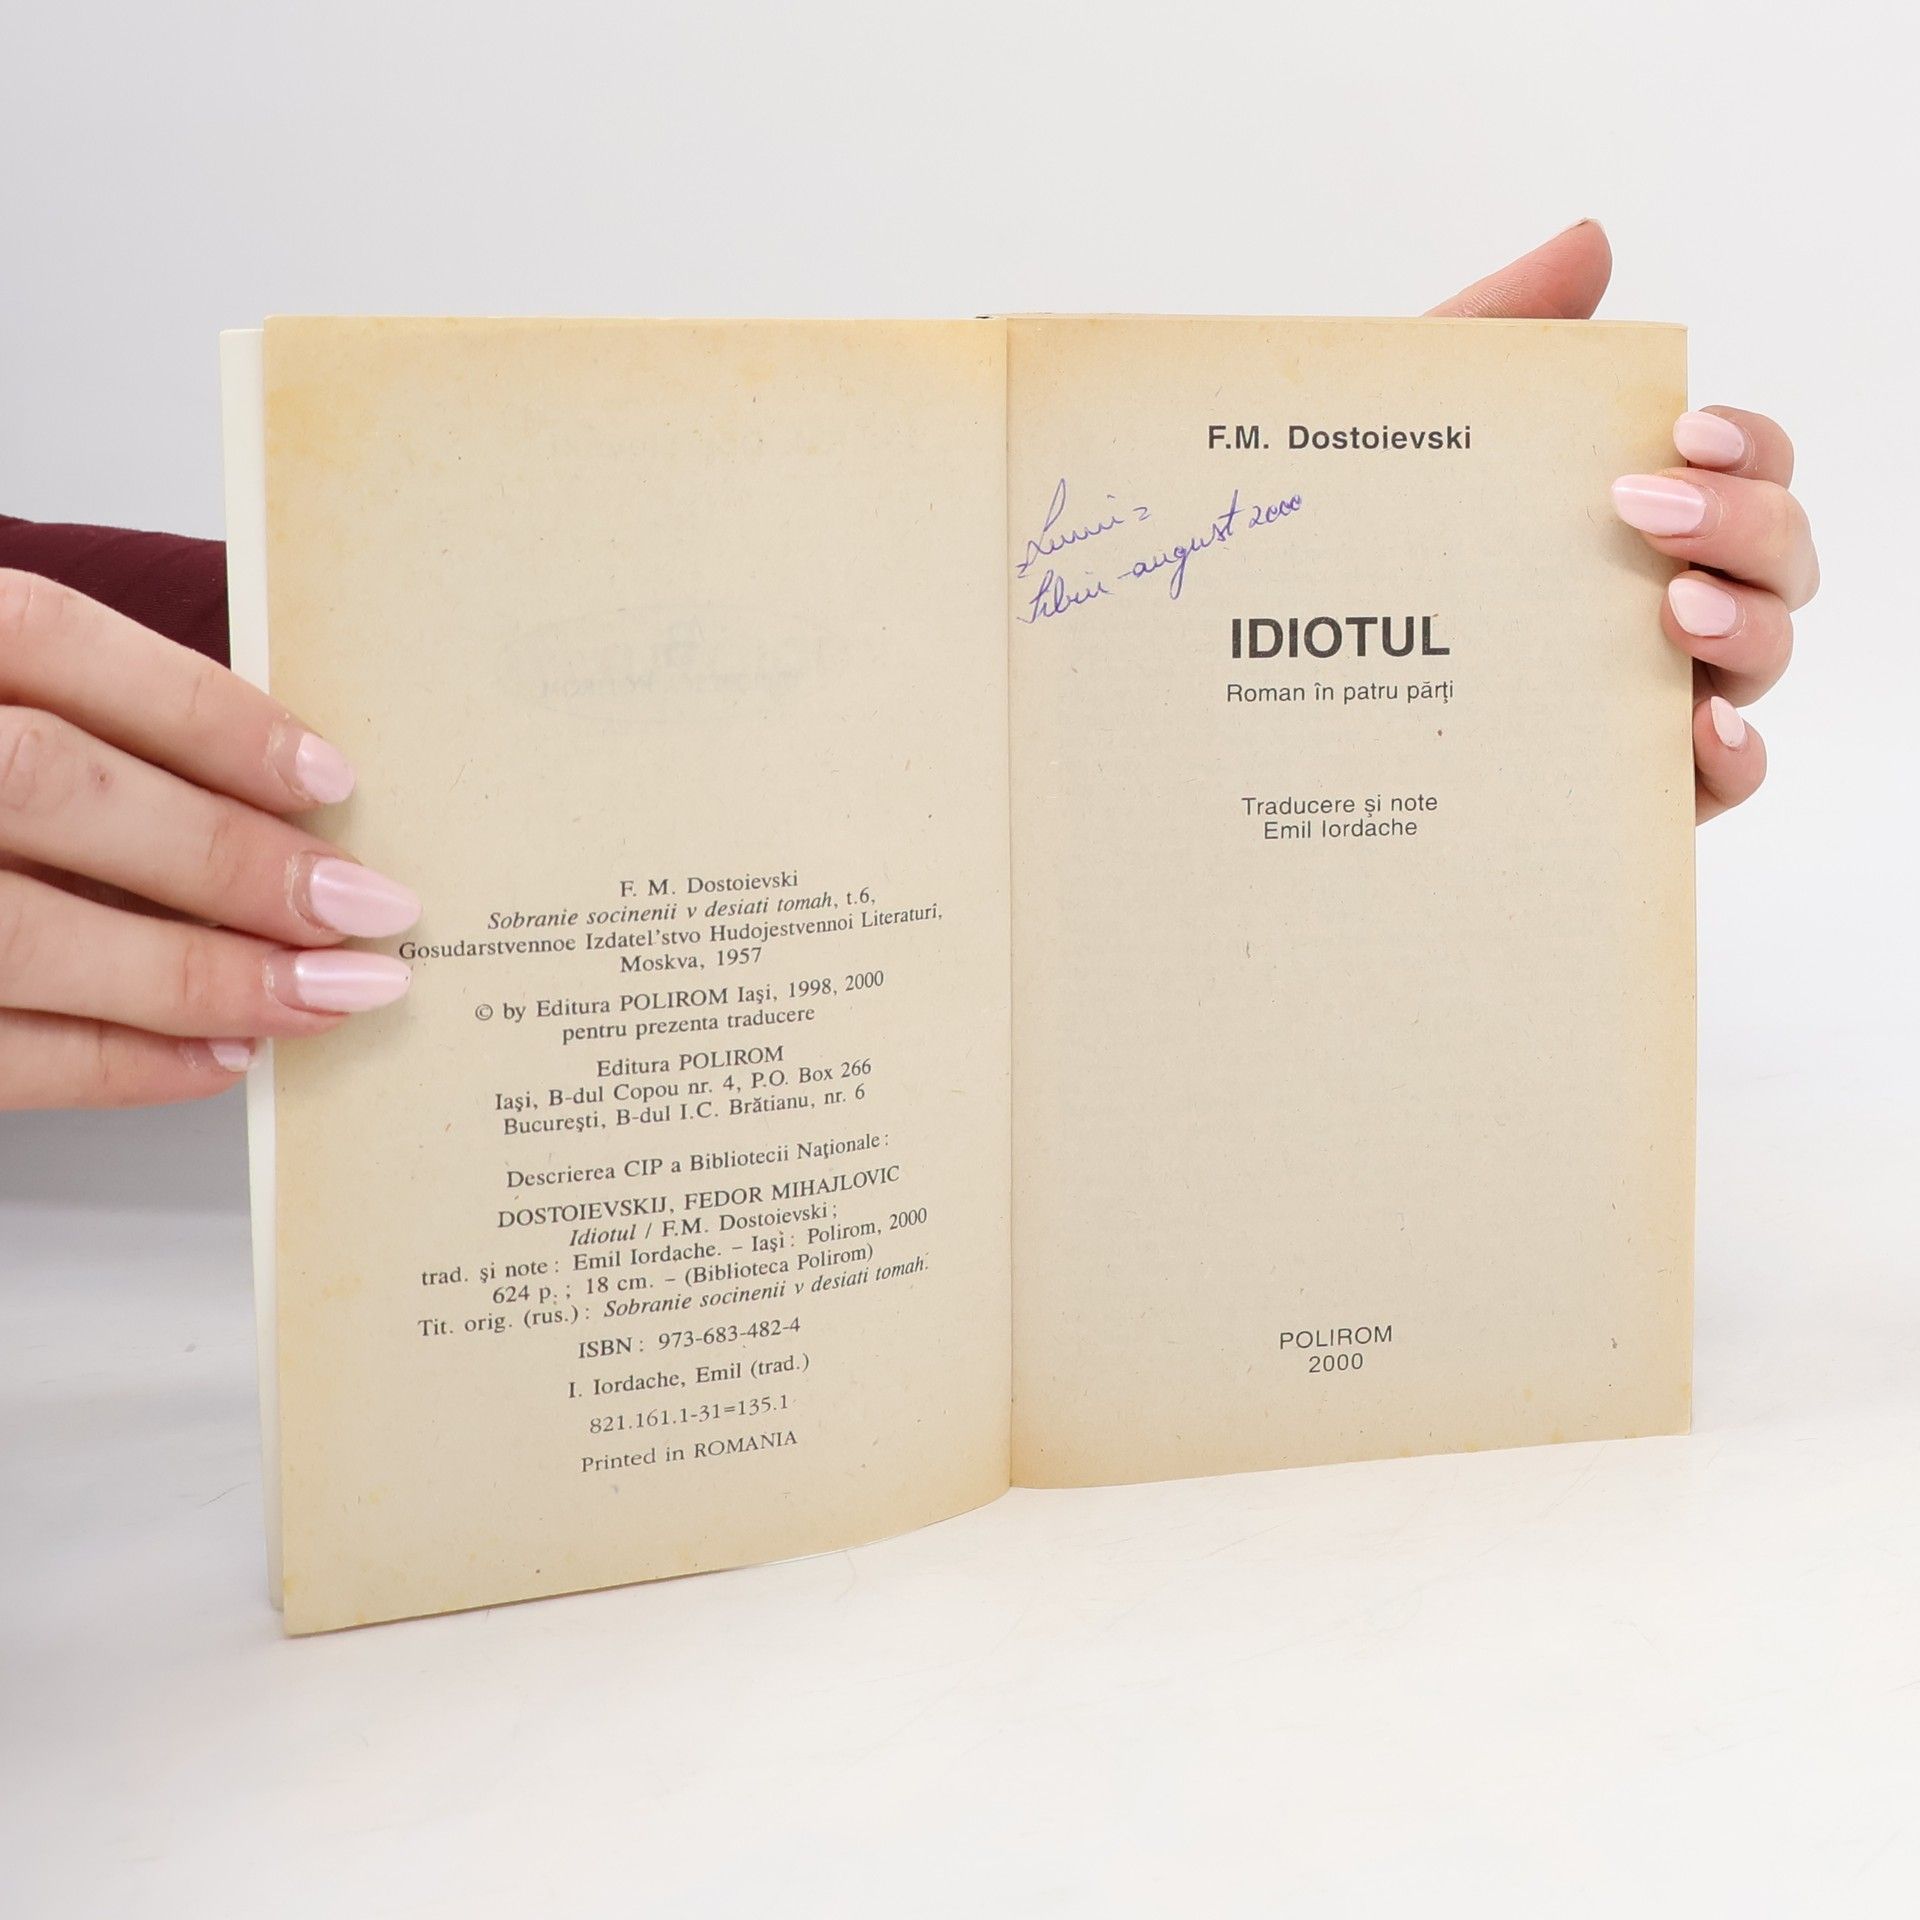 F. M. Dostoievski
Sobranie socinenii v desiati tomah, t.6,
Gosudarstvennoe Izdatel'stvo Hudojestvennoi Literaturî,
Moskva, 1957
© by Editura POLIROM Iaşi, 1998, 2000
pentru prezenta traducere
Editura POLIROM
Iaşi, B-dul Copou nr. 4, P.O. Box 266
Bucureşti, B-dul I.C. Brătianu, nr. 6
Descrierea CIP a Bibliotecii Naţionale :
DOSTOIEVSKIJ, FEDOR MIHAJLOVIC
Idiotul / F.M. Dostoievski ;
trad. şi note : Emil Iordache. – Iaşi : Polirom, 2000
624 p. ; 18 cm. – (Biblioteca Polirom)
Tit. orig. (rus.) : Sobranie socinenii v desiati tomah.
ISBN : 973-683-482-4
I. Iordache, Emil (trad.)
821.161.1-31=135.1
Printed in ROMANIA
F.M. Dostoievski
Sibiu - august 2000
IDIOTUL
Roman în patru părţi
Traducere şi note
Emil Iordache
POLIROM
2000